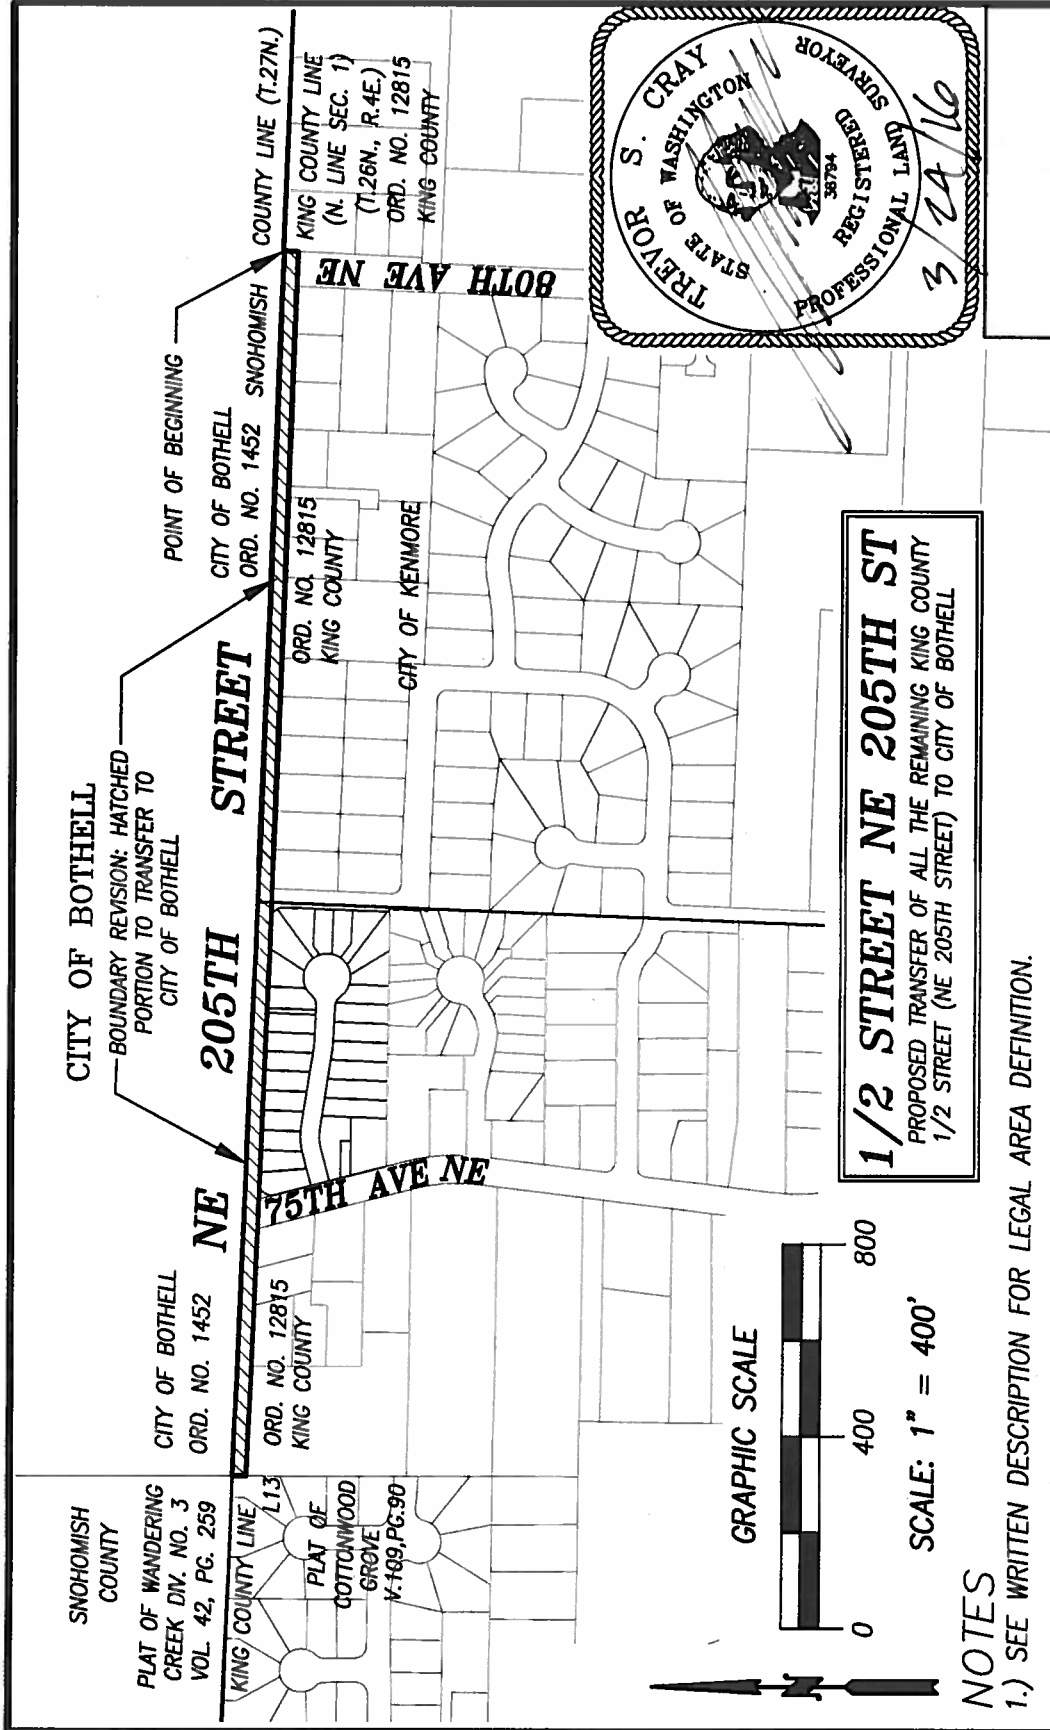 SNOHOMISH
COUNTY
PLAT OF WANDERING
CREEK DIV. NO. 3
VOL. 42, PG. 259
KING COUNTY LINE
L13
PLAT OF
COTTONWOOD
GROVE
V.109,PG.90
CITY OF BOTHELL
ORD. NO. 1452
ORD. NO. 12815
KING COUNTY
CITY OF BOTHELL
BOUNDARY REVISION: HATCHED
PORTION TO TRANSFER TO
CITY OF BOTHELL
NE 205TH STREET
75TH AVE NE
POINT OF BEGINNING
CITY OF BOTHELL
ORD. NO. 1452
SNOHOMISH COUNTY LINE (T.27N.)
ORD. NO. 12815
KING COUNTY
CITY OF KENMORE
KING COUNTY LINE
(N. LINE SEC. 1)
(T.26N., R.4E.)
ORD. NO. 12815
KING COUNTY
80TH AVE NE
TREVOR S. CRAY
STATE OF WASHINGTON
38794
REGISTERED
PROFESSIONAL LAND SURVEYOR
3/24/16
1/2 STREET NE 205TH ST
PROPOSED TRANSFER OF ALL THE REMAINING KING COUNTY
1/2 STREET (NE 205TH STREET) TO CITY OF BOTHELL
GRAPHIC SCALE
0 400 800
SCALE: 1" = 400'
N
NOTES
1.) SEE WRITTEN DESCRIPTION FOR LEGAL AREA DEFINITION.